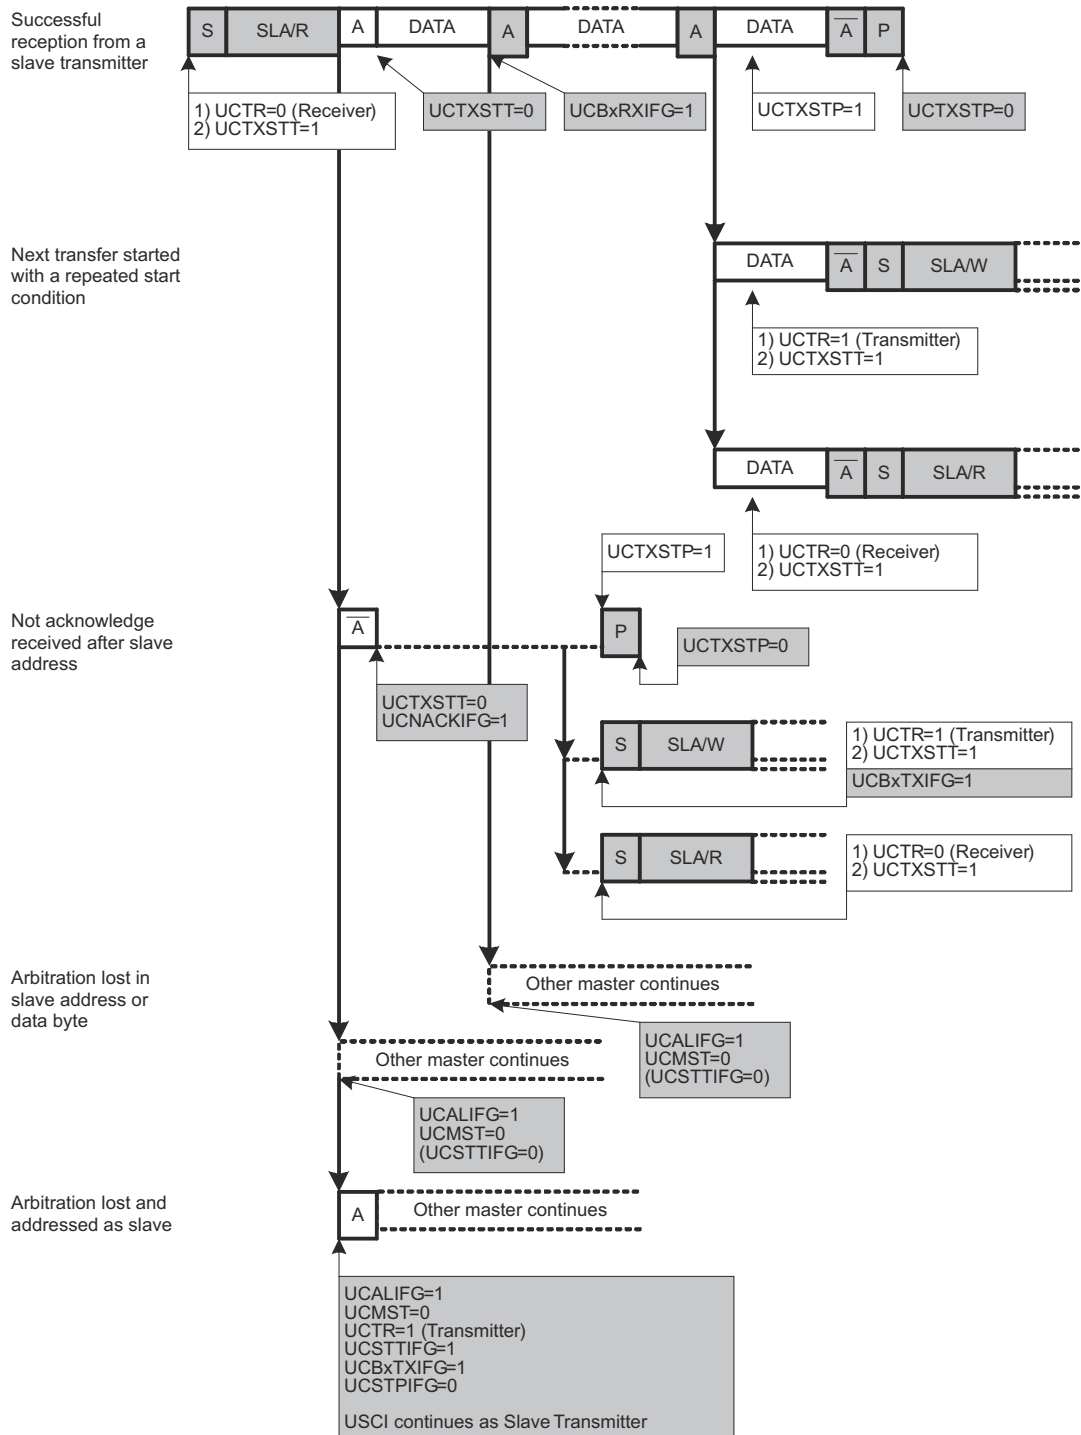 Successful
reception from a
slave transmitter
S SLA/R A DATA A DATA A DATA A P
1) UCTR=0 (Receiver)
2) UCTXSTT=1
UCTXSTT=0
UCBxRXIFG=1
UCTXSTP=1
UCTXSTP=0
Next transfer started
with a repeated start
condition
DATA A S SLA/W
1) UCTR=1 (Transmitter)
2) UCTXSTT=1
DATA A S SLA/R
1) UCTR=0 (Receiver)
2) UCTXSTT=1
UCTXSTP=1
Not acknowledge
received after slave
address
A
P
UCTXSTP=0
UCTXSTT=0
UCNACKIFG=1
S SLA/W
1) UCTR=1 (Transmitter)
2) UCTXSTT=1
UCBxTXIFG=1
S SLA/R
1) UCTR=0 (Receiver)
2) UCTXSTT=1
Arbitration lost in
slave address or
data byte
Other master continues
UCALIFG=1
UCMST=0
(UCSTTIFG=0)
Other master continues
UCALIFG=1
UCMST=0
(UCSTTIFG=0)
Arbitration lost and
addressed as slave
A Other master continues
UCALIFG=1
UCMST=0
UCTR=1 (Transmitter)
UCSTTIFG=1
UCBxTXIFG=1
UCSTPIFG=0
USCI continues as Slave Transmitter